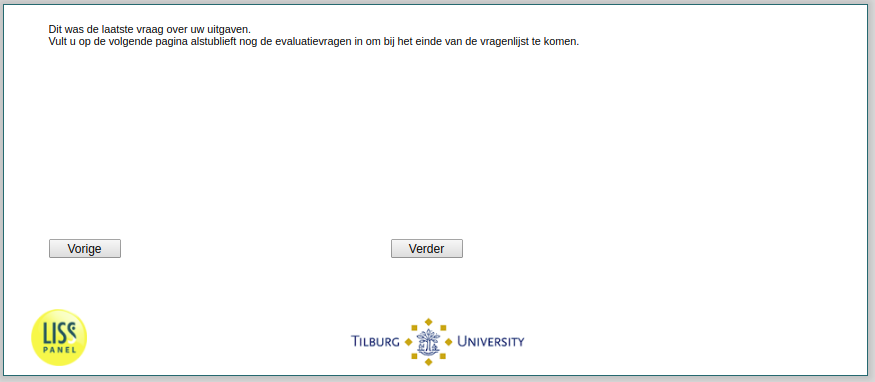 Dit was de laatste vraag over uw uitgaven.
Vult u op de volgende pagina alstublieft nog de evaluatievragen in om bij het einde van de vragenlijst te komen.
Vorige
Verder
LISS
PANEL
TILBURG UNIVERSITY